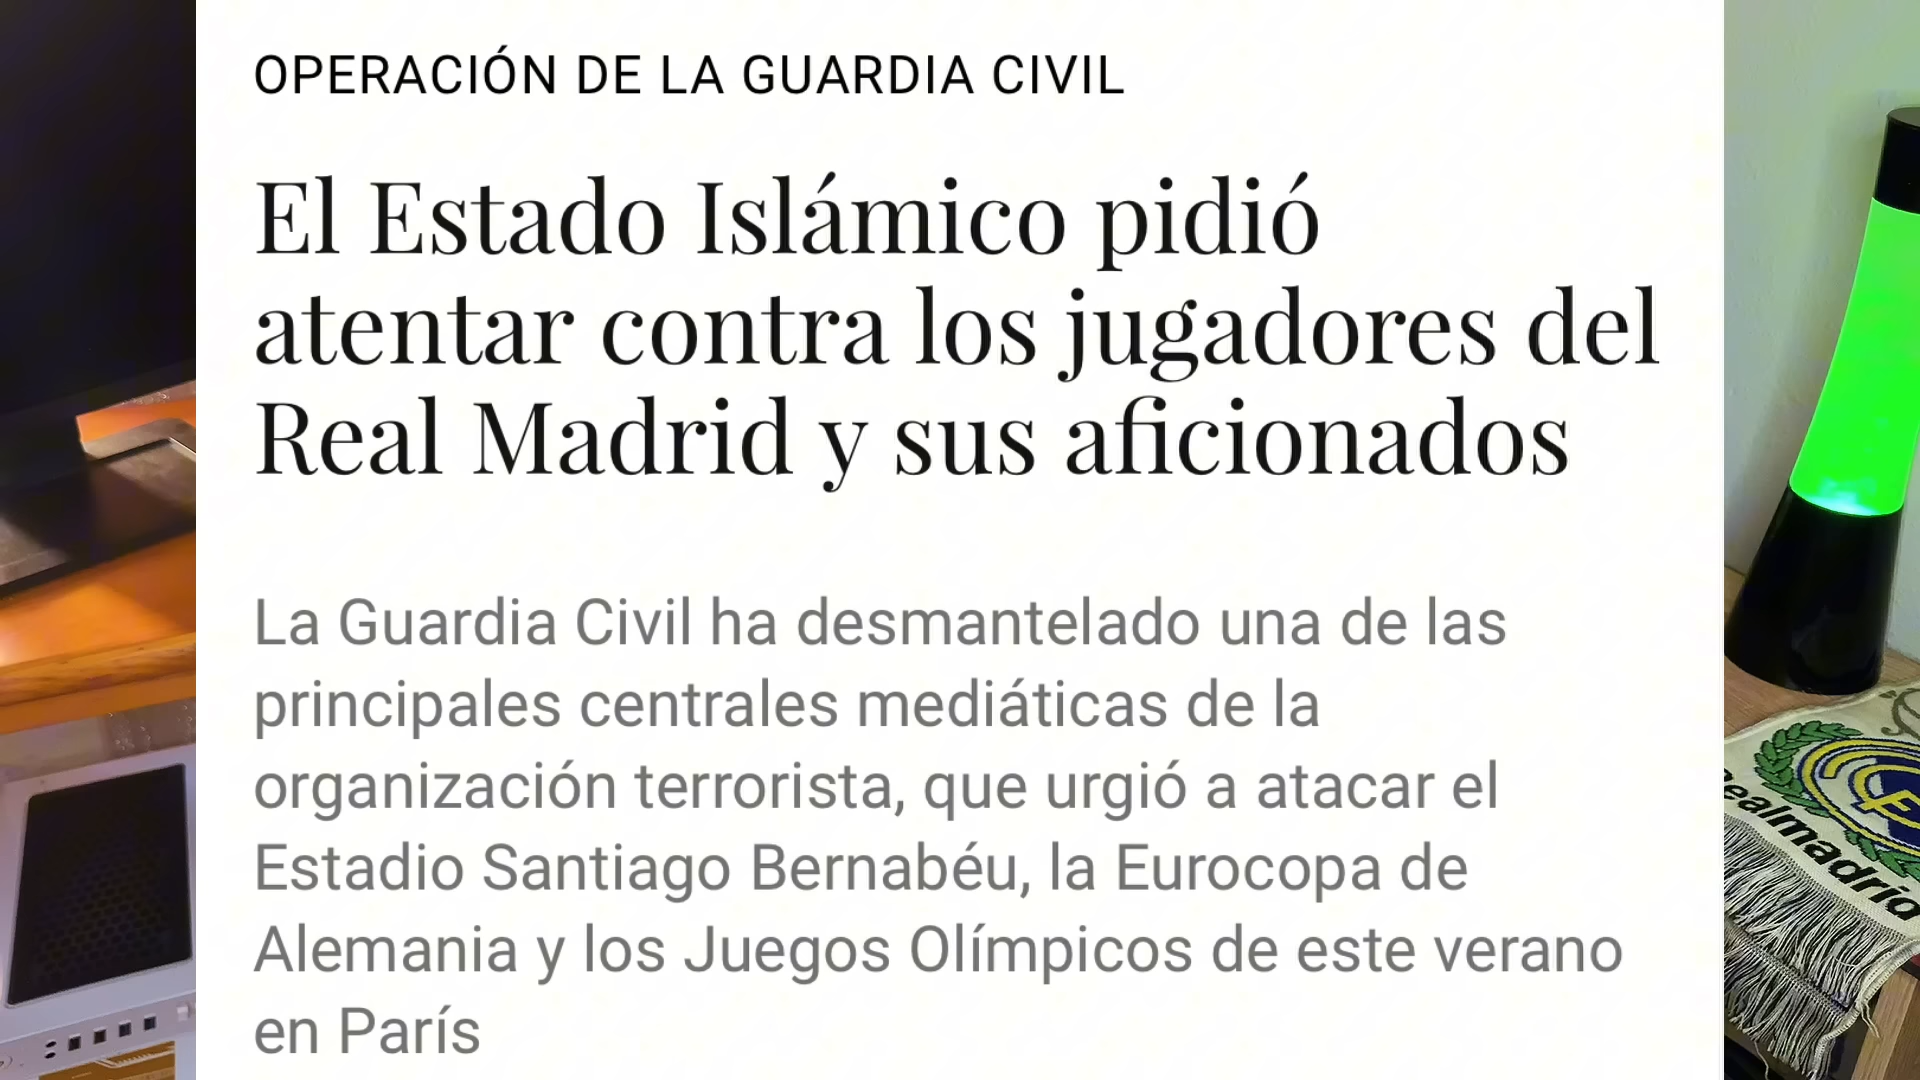 OPERACIÓN DE LA GUARDIA CIVIL
El Estado Islámico pidió
atentar contra los jugadores del
Real Madrid y sus aficionados
La Guardia Civil ha desmantelado una de las
principales centrales mediáticas de la
organización terrorista, que urgió a atacar el
Estadio Santiago Bernabéu, la Eurocopa de
Alemania y los Juegos Olímpicos de este verano
en París
realmadrid